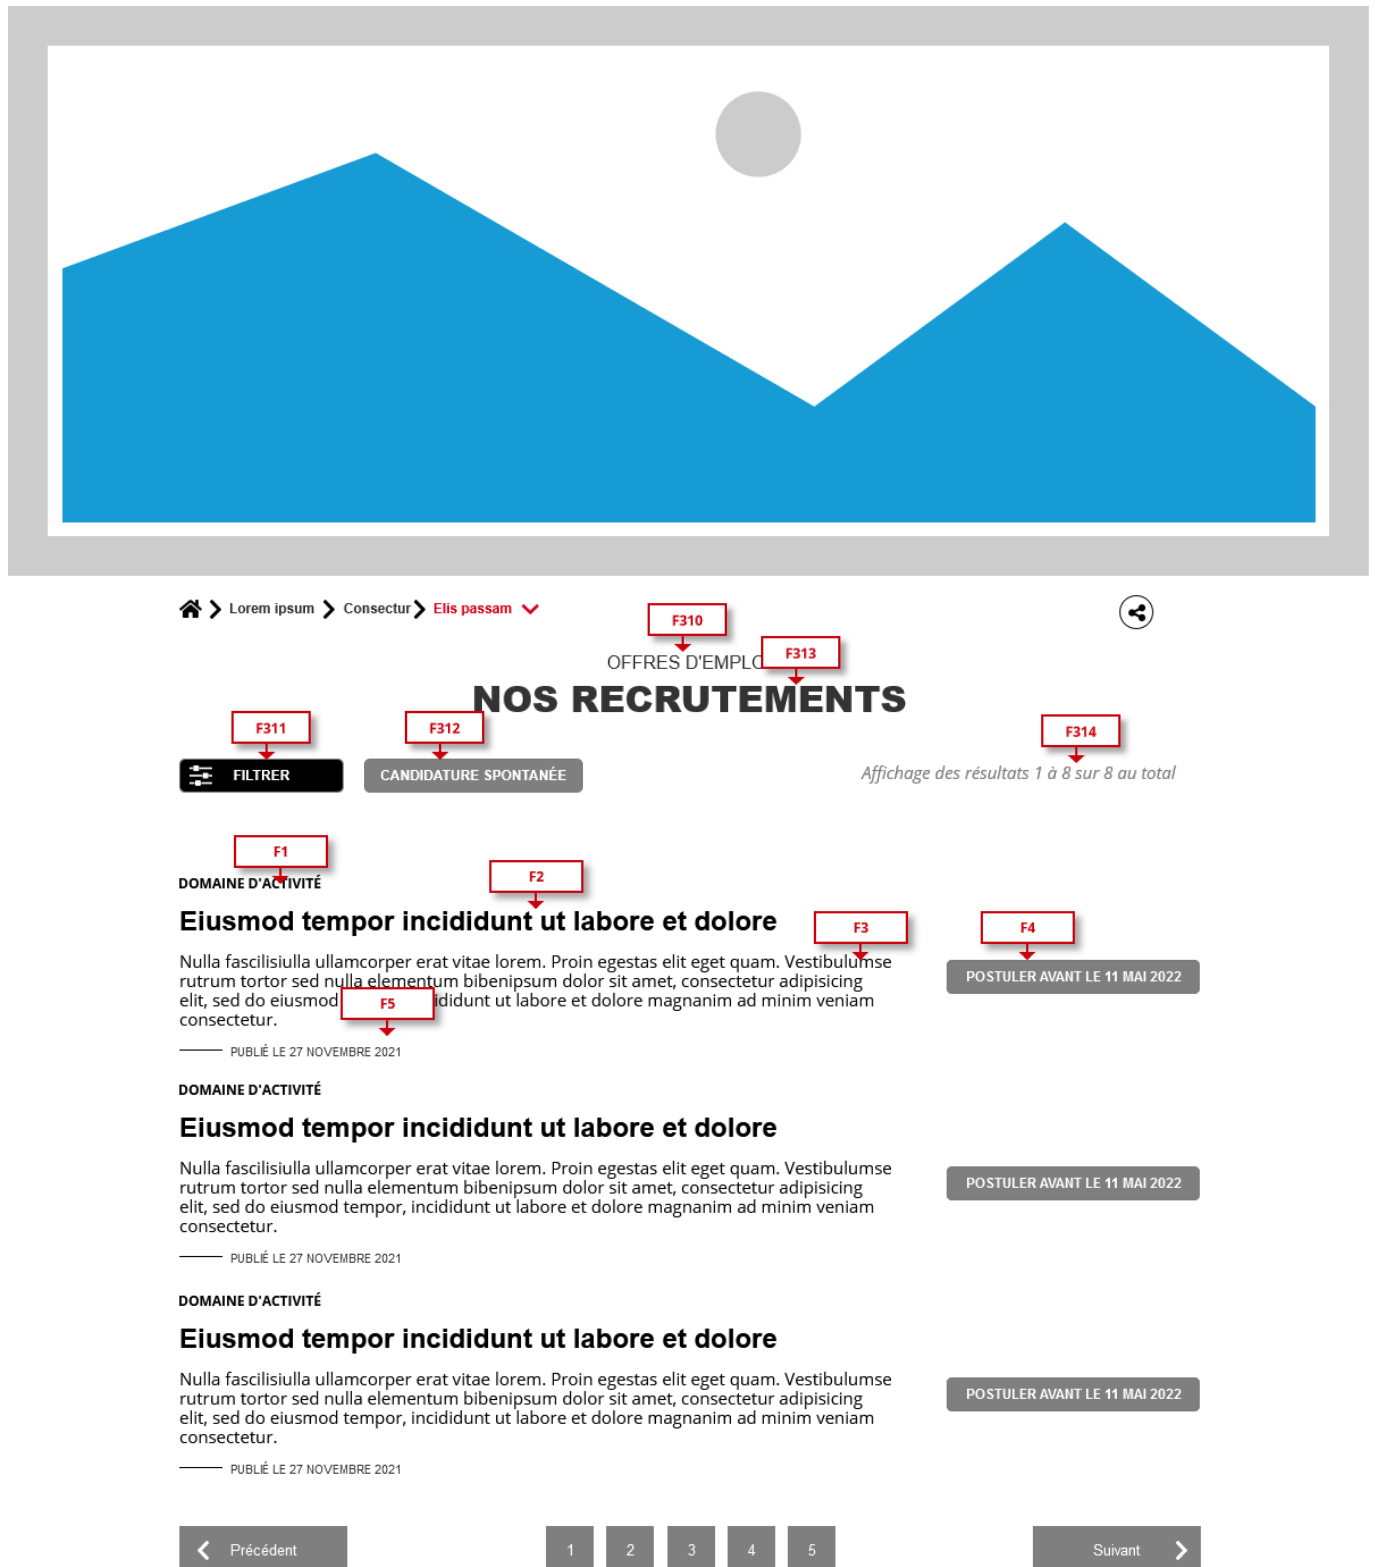 Lorem ipsum Consectur Elis passam
F310
F313
OFFRES D'EMPLO
NOS RECRUTEMENTS
F311
F312
F314
FILTRER
CANDIDATURE SPONTANÉE
Affichage des résultats 1 à 8 sur 8 au total
F1
F2
DOMAINE D'ACTIVITÉ
Eiusmod tempor incididunt ut labore et dolore
F3
F4
Nulla fascilisiulla ullamcorper erat vitae lorem. Proin egestas elit eget quam. Vestibulumse
rutrum tortor sed nulla elementum bibenipsum dolor sit amet, consectetur adipisicing
elit, sed do eiusmod ididunt ut labore et dolore magnanim ad minim veniam
consectetur.
POSTULER AVANT LE 11 MAI 2022
F5
PUBLIÉ LE 27 NOVEMBRE 2021
DOMAINE D'ACTIVITÉ
Eiusmod tempor incididunt ut labore et dolore
Nulla fascilisiulla ullamcorper erat vitae lorem. Proin egestas elit eget quam. Vestibulumse
rutrum tortor sed nulla elementum bibenipsum dolor sit amet, consectetur adipisicing
elit, sed do eiusmod tempor, incididunt ut labore et dolore magnanim ad minim veniam
consectetur.
POSTULER AVANT LE 11 MAI 2022
PUBLIÉ LE 27 NOVEMBRE 2021
DOMAINE D'ACTIVITÉ
Eiusmod tempor incididunt ut labore et dolore
Nulla fascilisiulla ullamcorper erat vitae lorem. Proin egestas elit eget quam. Vestibulumse
rutrum tortor sed nulla elementum bibenipsum dolor sit amet, consectetur adipisicing
elit, sed do eiusmod tempor, incididunt ut labore et dolore magnanim ad minim veniam
consectetur.
POSTULER AVANT LE 11 MAI 2022
PUBLIÉ LE 27 NOVEMBRE 2021
Précédent 1 2 3 4 5 Suivant